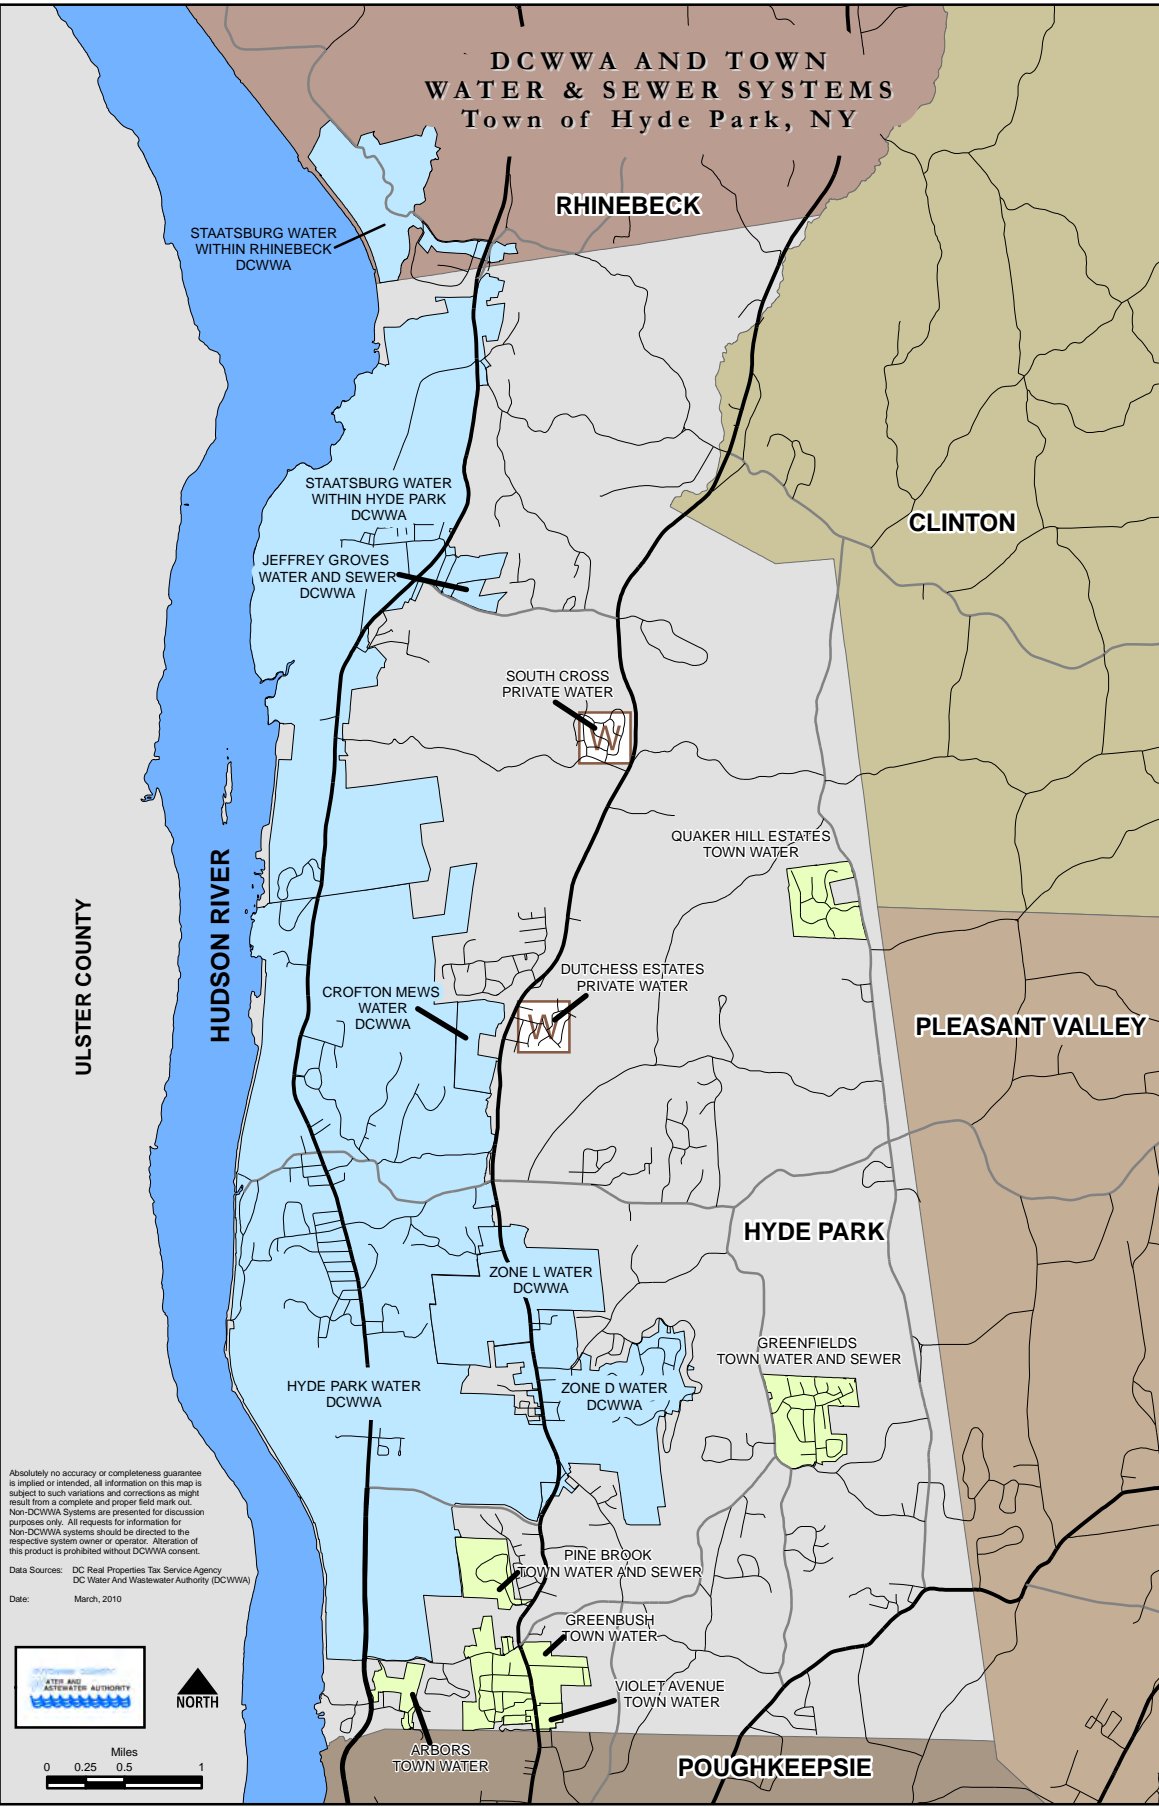 DCWWA AND TOWN
WATER & SEWER SYSTEMS
Town of Hyde Park, NY
RHINEBECK
STAATSBURG WATER
WITHIN RHINEBECK
DCWWA
STAATSBURG WATER
WITHIN HYDE PARK
DCWWA
CLINTON
JEFFREY GROVES
WATER AND SEWER
DCWWA
SOUTH CROSS
PRIVATE WATER
W
QUAKER HILL ESTATES
TOWN WATER
HUDSON RIVER
ULSTER COUNTY
DUTCHESS ESTATES
PRIVATE WATER
W
CROFTON MEWS
WATER
DCWWA
PLEASANT VALLEY
HYDE PARK
ZONE L WATER
DCWWA
GREENFIELDS
TOWN WATER AND SEWER
HYDE PARK WATER
DCWWA
ZONE D WATER
DCWWA
Absolutely no accuracy or completeness guarantee
is implied or intended, all information on this map is
subject to such variations and corrections as might
result from a complete and proper field mark out.
Non-DCWWA Systems are presented for discussion
purposes only. All requests for information for
Non-DCWWA systems should be directed to the
respective system owner or operator. Alteration of
this product is prohibited without DCWWA consent.
Data Sources: DC Real Properties Tax Service Agency
DC Water And Wastewater Authority (DCWWA)
Date: March, 2010
PINE BROOK
TOWN WATER AND SEWER
GREENBUSH
TOWN WATER
VIOLET AVENUE
TOWN WATER
ARBORS
TOWN WATER
POUGHKEEPSIE
DUTCHESS COUNTY
WATER AND
WASTEWATER AUTHORITY
NORTH
Miles
0 0.25 0.5 1